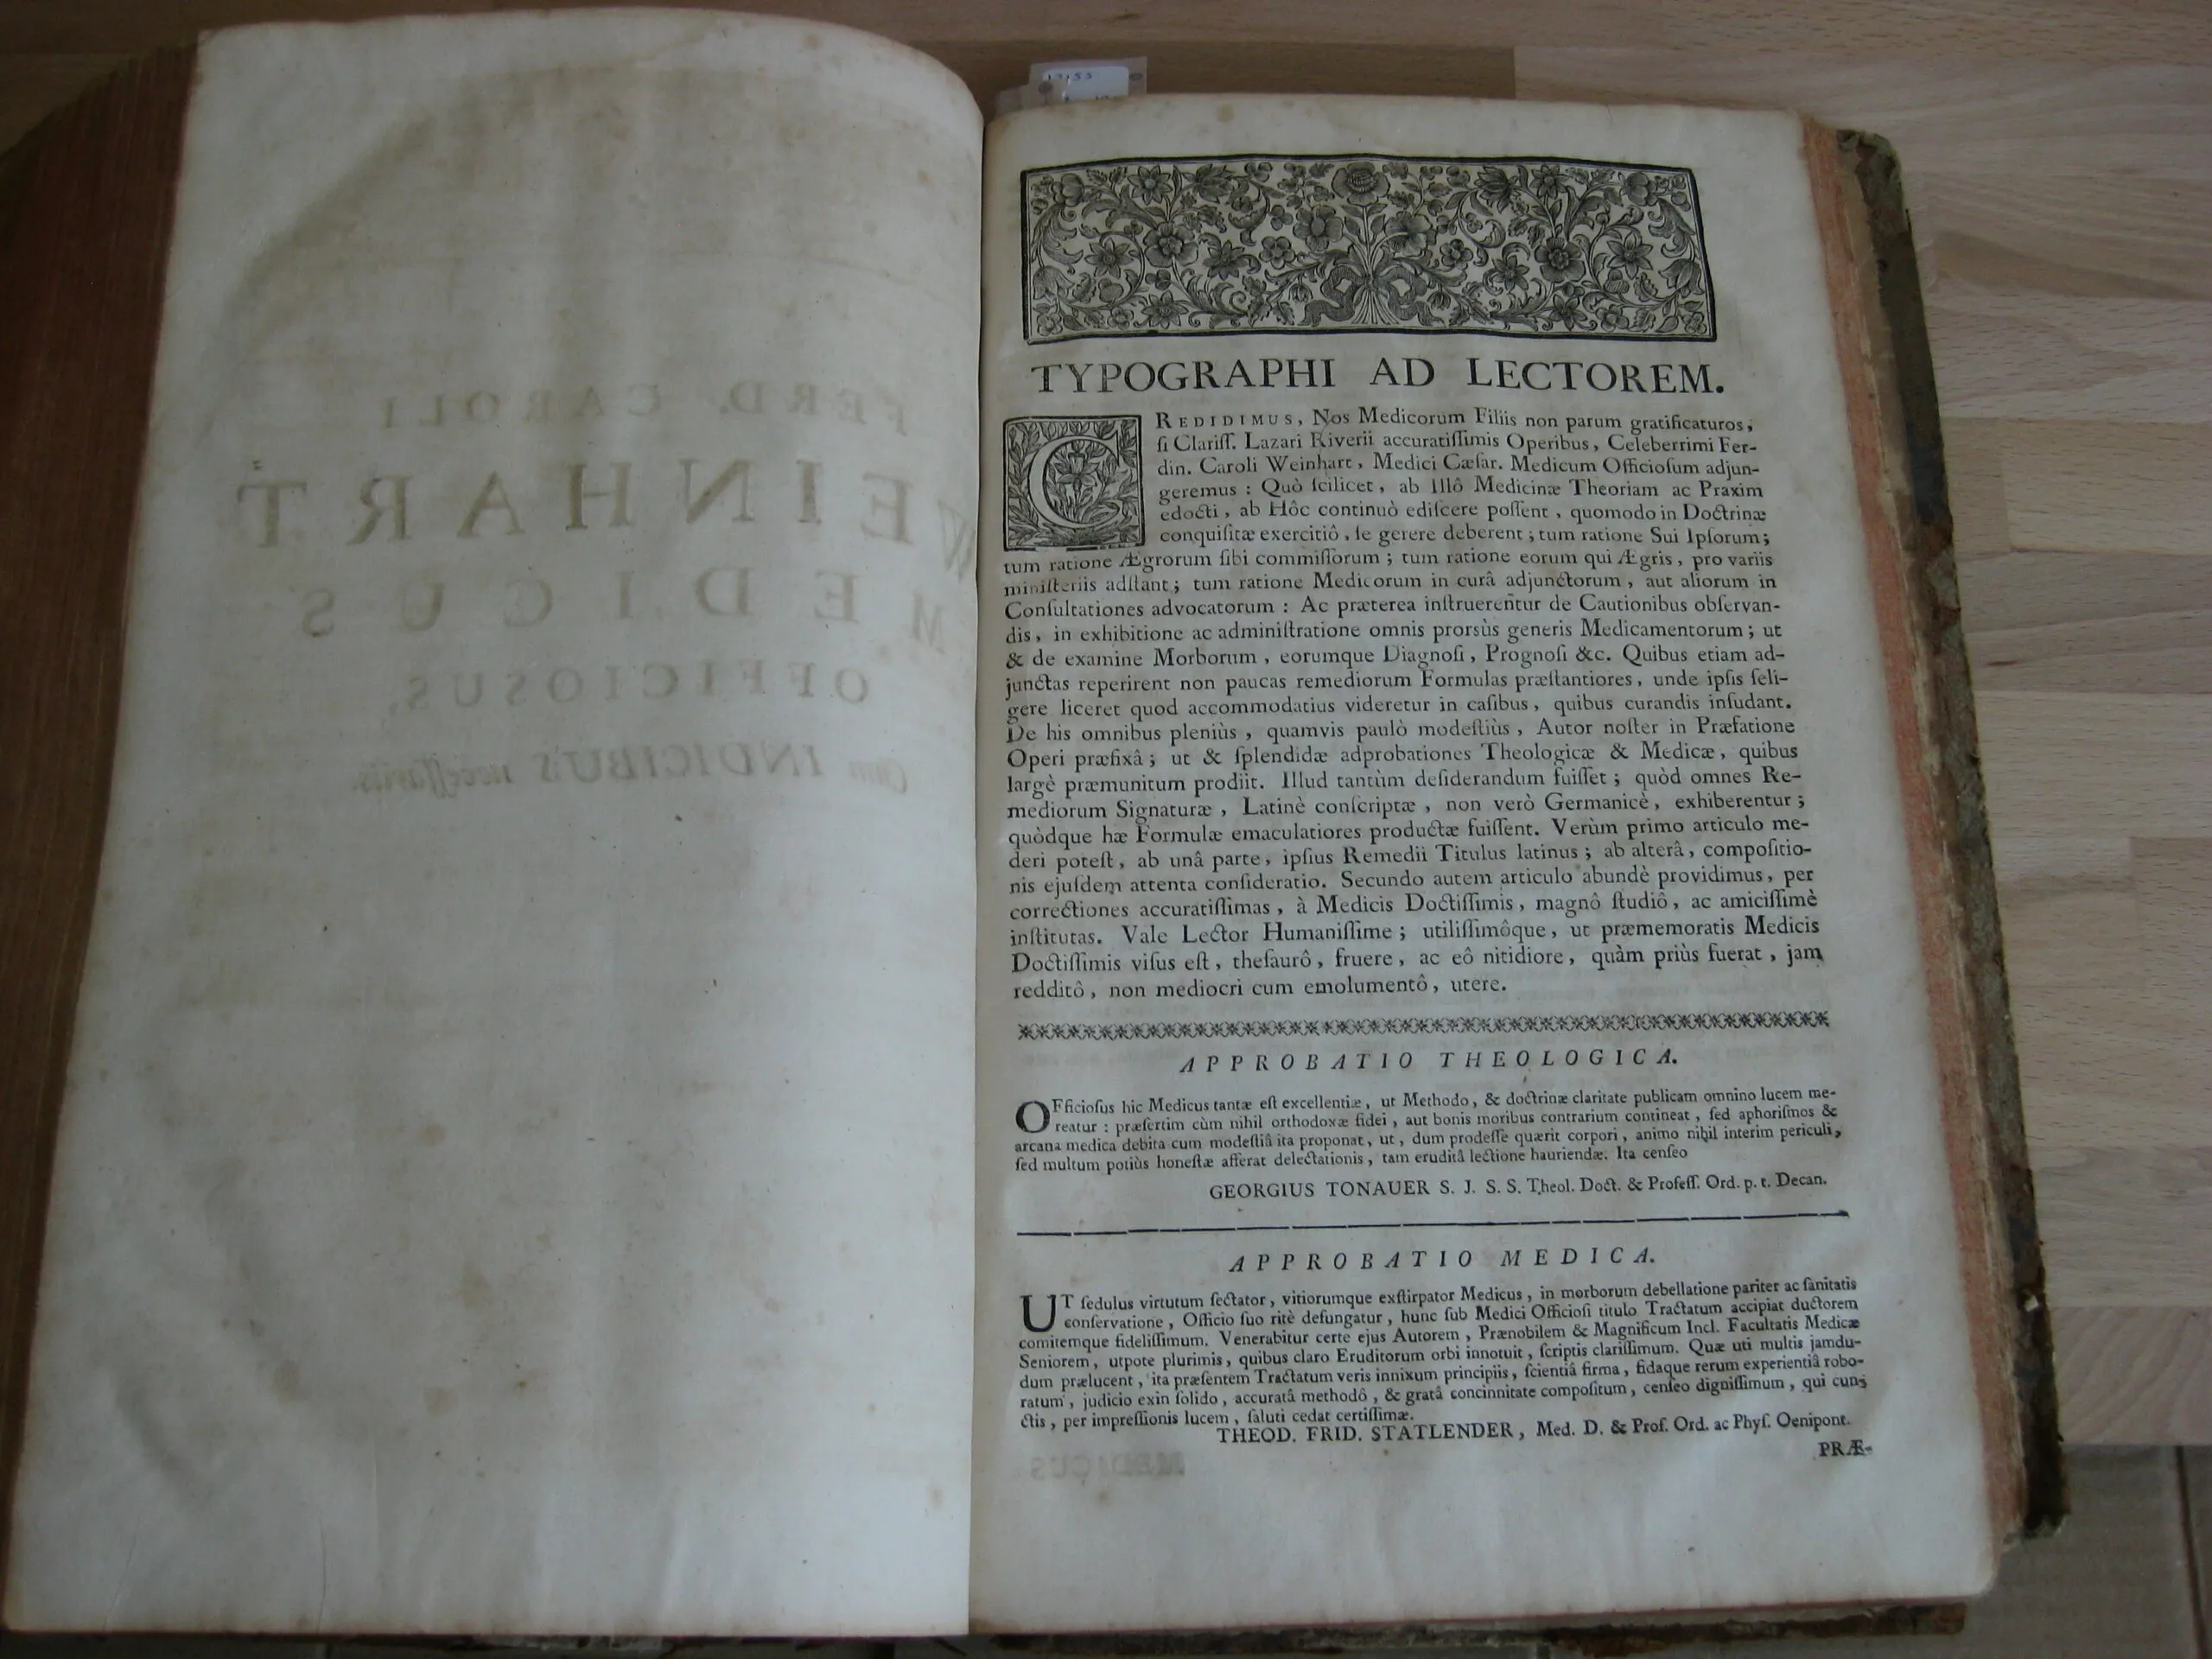 FERD. CAROLI
WEINHART
MEDICUS
OFFICIOSUS,
Cum INDICIBUS neceſſariis.
TYPOGRAPHI AD LECTOREM.
CREDIDIMUS, Nos Medicorum Filiis non parum gratificaturos,
ſi Clariſſ. Lazari Riverii accuratiſſimis Operibus, Celeberrimi Fer-
din. Caroli Weinhart, Medici Cæſar. Medicum Officioſum adjun-
geremus : Quò ſcilicet, ab Illô Medicinæ Theoriam ac Praxim
edocti, ab Hôc continuò ediſcere poſſent, quomodo in Doctrinæ
conquiſitæ exercitiô, ſe gerere deberent; tum ratione Sui Ipſorum;
tum ratione Ægrorum ſibi commiſſorum; tum ratione eorum qui Ægris, pro variis
miniſteriis adſtant; tum ratione Medicorum in curâ adjunctorum, aut aliorum in
Conſultationes advocatorum : Ac præterea inſtruerentur de Cautionibus obſervan-
dis, in exhibitione ac adminiſtratione omnis prorsùs generis Medicamentorum; ut
& de examine Morborum, eorumque Diagnoſi, Prognoſi &c. Quibus etiam ad-
junctas reperirent non paucas remediorum Formulas præſtantiores, unde ipſis ſeli-
gere liceret quod accommodatius videretur in caſibus, quibus curandis inſudant.
De his omnibus pleniùs, quamvis paulò modeſtiùs, Autor noſter in Præfatione
Operi præfixâ; ut & ſplendidæ adprobationes Theologicæ & Medicæ, quibus
largè præmunitum prodiit. Illud tantùm deſiderandum fuiſſet; quòd omnes Re-
mediorum Signaturæ, Latinè conſcriptæ, non verò Germanicè, exhiberentur;
quòdque hæ Formulæ emaculatiores productæ fuiſſent. Verùm primo articulo me-
deri poteſt, ab unâ parte, ipſius Remedii Titulus latinus; ab alterâ, compoſitio-
nis ejuſdem attenta conſideratio. Secundo autem articulo abundè providimus, per
correctiones accuratiſſimas, à Medicis Doctiſſimis, magnô ſtudiô, ac amiciſſimè
inſtitutas. Vale Lector Humaniſſime; utiliſſimôque, ut præmemoratis Medicis
Doctiſſimis viſus eſt, theſaurô, fruere, ac eô nitidiore, quàm priùs fuerat, jam
redditô, non mediocri cum emolumentô, utere.
APPROBATIO THEOLOGICA.
OFficioſus hic Medicus tantæ eſt excellentiæ, ut Methodo, & doctrinæ claritate publicam omnino lucem me-
reatur : præſertim cùm nihil orthodoxæ fidei, aut bonis moribus contrarium contineat, ſed aphoriſmos &
arcana medica debita cum modeſtiâ ita proponat, ut, dum prodeſſe quærit corpori, animo nihil interim periculi,
ſed multum potiùs honeſtæ afferat delectationis, tam eruditâ lectione hauriendæ. Ita cenſeo
GEORGIUS TONAUER S. J. S. S. Theol. Doct. & Profeſſ. Ord. p. t. Decan.
APPROBATIO MEDICA.
UT ſedulus virtutum ſectator, vitiorumque exſtirpator Medicus, in morborum debellatione pariter ac ſanitatis
conſervatione, Officio ſuo ritè defungatur, hunc ſub Medici Officioſi titulo Tractatum accipiat ductorem
comitemque fideliſſimum. Venerabitur certe ejus Autorem, Prænobilem & Magnificum Incl. Facultatis Medicæ
Seniorem, utpote plurimis, quibus claro Eruditorum orbi innotuit, ſcriptis clariſſimum. Quæ uti multis jamdu-
dum prælucent, ita præſentem Tractatum veris innixum principiis, ſcientiâ firma, fidaque rerum experientiâ robo-
ratum, judicio exin ſolido, accuratâ methodô, & gratâ concinnitate compoſitum, cenſeo digniſſimum, qui cun-
ctis, per impreſſionis lucem, ſaluti cedat certiſſimæ.
THEOD. FRID. STATLENDER, Med. D. & Prof. Ord. ac Phyſ. Oenipont.
PRÆ-
MEDICUS